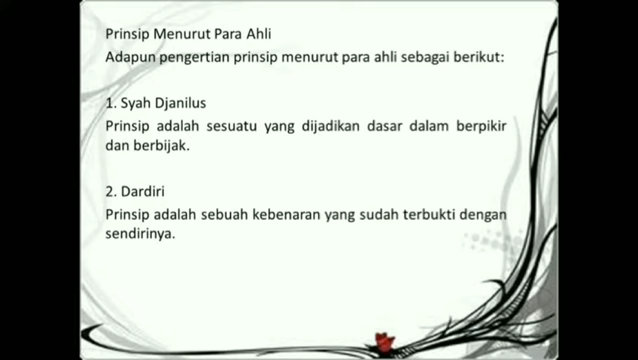 Prinsip Menurut Para Ahli
Adapun pengertian prinsip menurut para ahli sebagai berikut:
1. Syah Djanilus
Prinsip adalah sesuatu yang dijadikan dasar dalam berpikir
dan berbijak.
2. Dardiri
Prinsip adalah sebuah kebenaran yang sudah terbukti dengan
sendirinya.